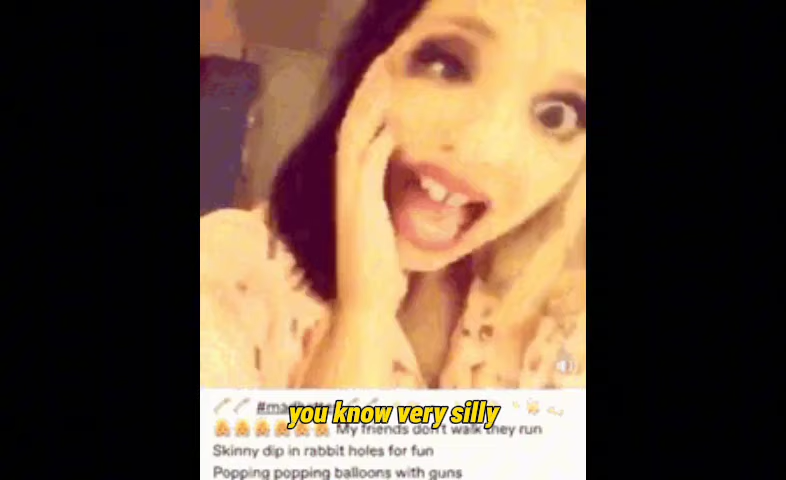 #madhatte
you know very silly
My friends don't walk they run
Skinny dip in rabbit holes for fun
Popping popping balloons with guns